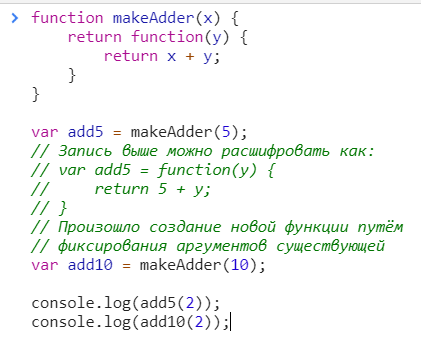 function makeAdder(x) {
    return function(y) {
        return x + y;
    }
}
var add5 = makeAdder(5);
// Запись выше можно расшифровать как:
// var add5 = function(y) {
//     return 5 + y;
// }
// Произошло создание новой функции путём
// фиксирования аргументов существующей
var add10 = makeAdder(10);
console.log(add5(2));
console.log(add10(2));